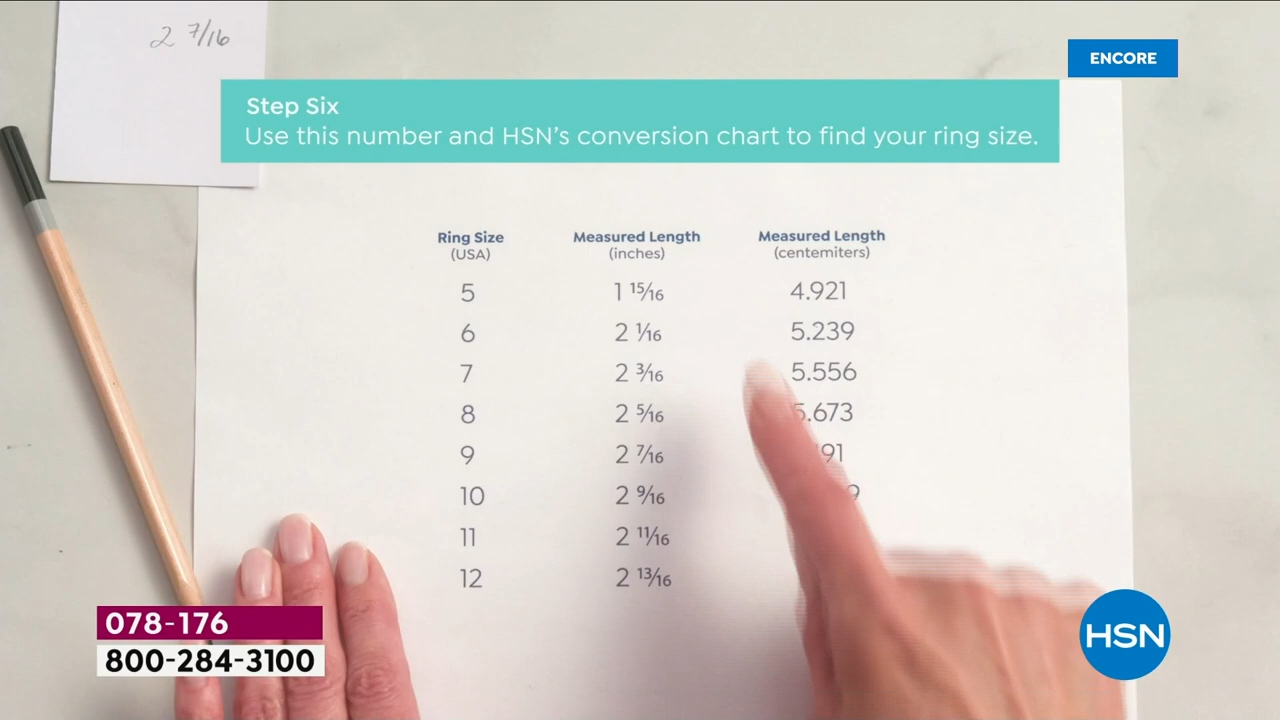 2 7/16
ENCORE
Step Six
Use this number and HSN's conversion chart to find your ring size.
Ring Size Measured Length Measured Length
(USA) (inches) (centemiters)
5 1 15/16 4.921
6 2 1/16 5.239
7 2 3/16 5.556
8 2 5/16 5.673
9 2 7/16
10 2 9/16
11 2 11/16
12 2 13/16
078-176
800-284-3100
HSN